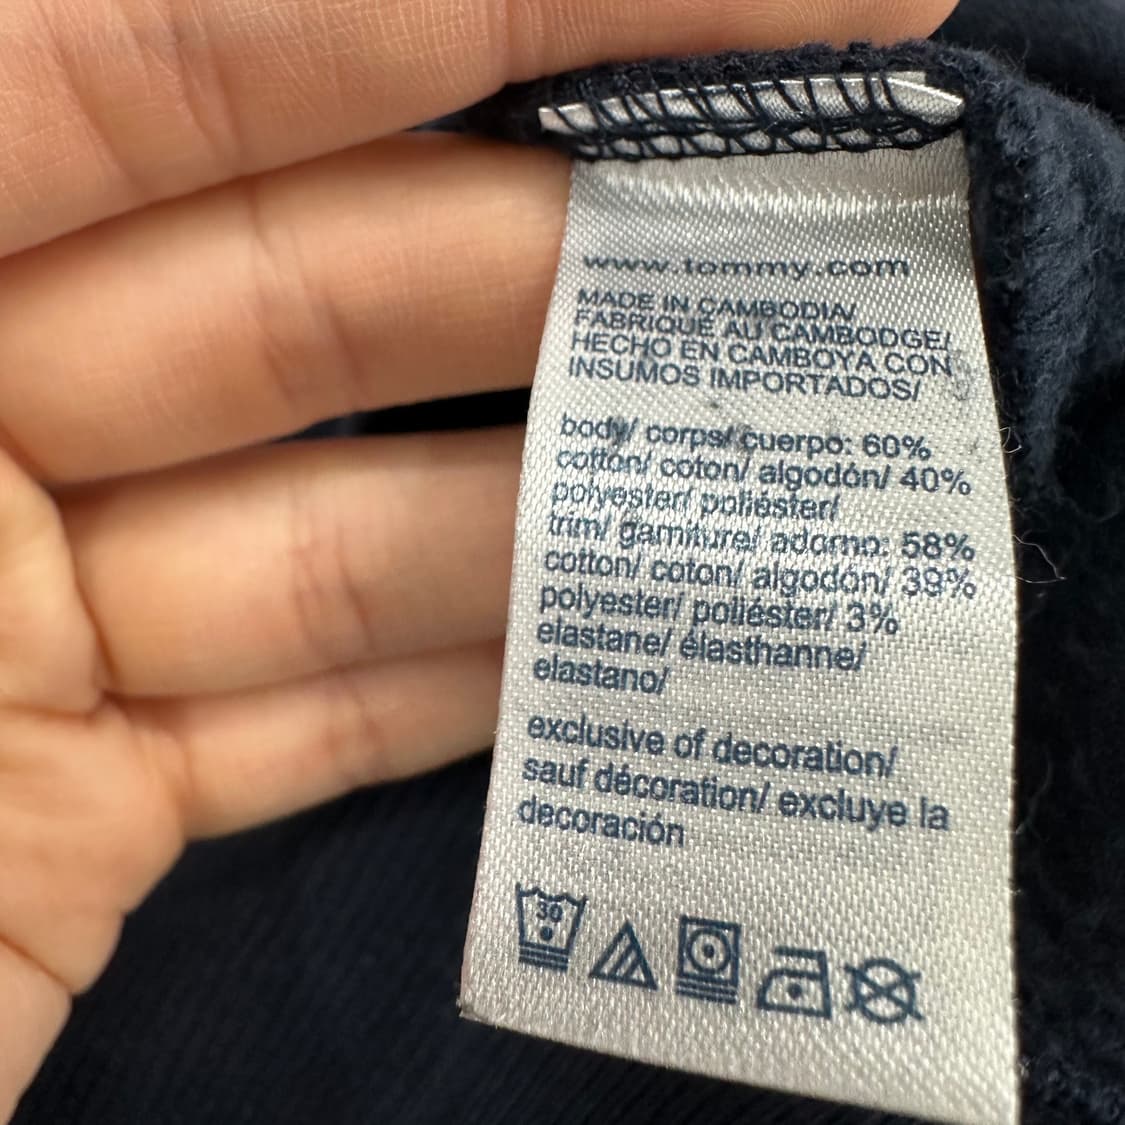 www.tommy.com
MADE IN CAMBODIA/
FABRIQUÉ AU CAMBODGE/
HECHO EN CAMBOYA CON
INSUMOS IMPORTADOS/
body/ corps/ cuerpo: 60%
cotton/ coton/ algodón/ 40%
polyester/ poliéster/
trim/ garniture/ adorno: 58%
cotton/ coton/ algodón/ 39%
polyester/ poliéster/ 3%
elastane/ élasthanne/
elastano/
exclusive of decoration/
sauf décoration/ excluye la
decoración
30